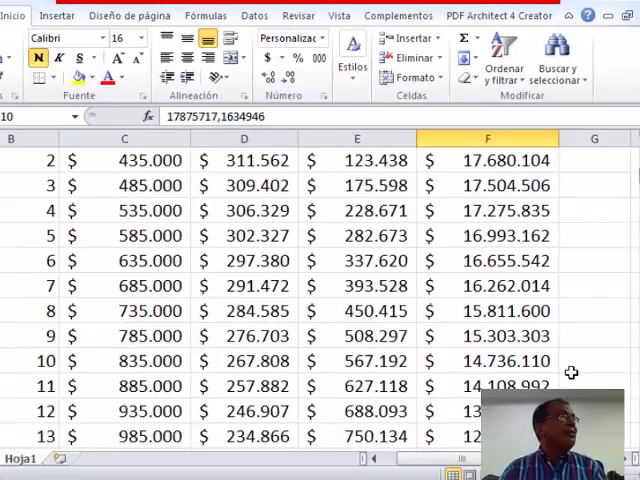 Inicio Insertar Diseño de página Fórmulas Datos Revisar Vista Complementos PDF Architect 4 Creator
Calibri 16 Personalizac Insertar Σ
N K S $ % 000 Eliminar
A Estilos Formato Ordenar y filtrar Buscar y seleccionar
Fuente Alineación Número Celdas Modificar
10 fx 17875717,1634946
B C D E F G
2 $ 435.000 $ 311.562 $ 123.438 $ 17.680.104
3 $ 485.000 $ 309.402 $ 175.598 $ 17.504.506
4 $ 535.000 $ 306.329 $ 228.671 $ 17.275.835
5 $ 585.000 $ 302.327 $ 282.673 $ 16.993.162
6 $ 635.000 $ 297.380 $ 337.620 $ 16.655.542
7 $ 685.000 $ 291.472 $ 393.528 $ 16.262.014
8 $ 735.000 $ 284.585 $ 450.415 $ 15.811.600
9 $ 785.000 $ 276.703 $ 508.297 $ 15.303.303
10 $ 835.000 $ 267.808 $ 567.192 $ 14.736.110
11 $ 885.000 $ 257.882 $ 627.118 $ 14.108.992
12 $ 935.000 $ 246.907 $ 688.093 $ 13
13 $ 985.000 $ 234.866 $ 750.134 $ 12
Hoja1